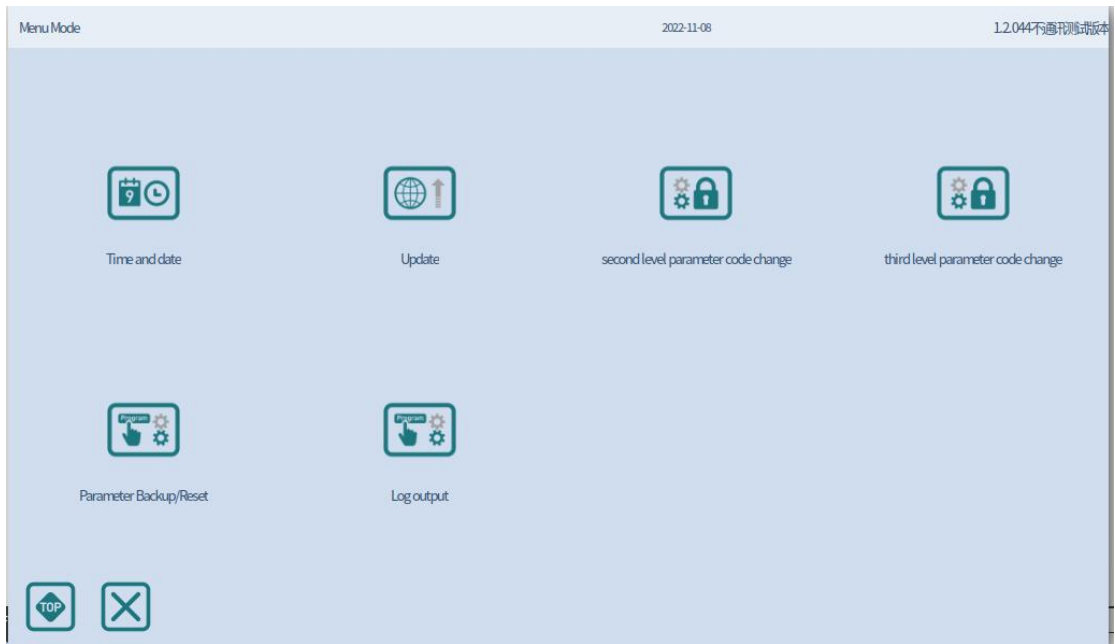 Menu Mode 2022-11-08 1.2.044不通讯测试版本
9
Time and date Update second level parameter code change third level parameter code change
Program Program
Parameter Backup/Reset Log output
TOP